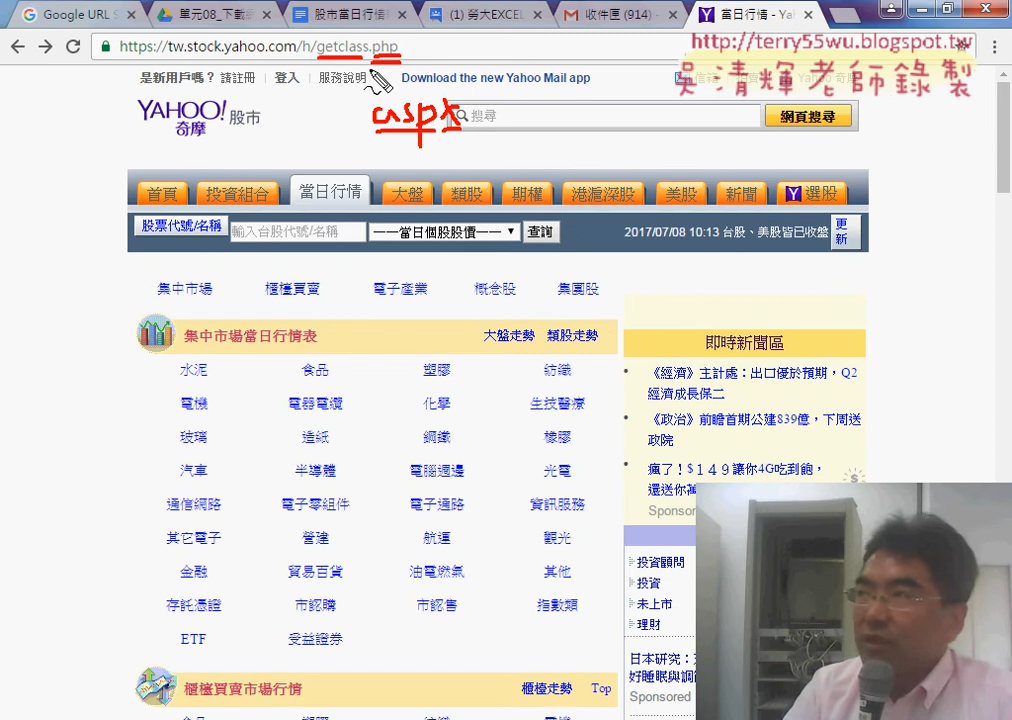 Google URL S
單元08_下載
股市當日行情
(1) 勞大EXCEL
收件匣 (914) -
當日行情 - Ya
https://tw.stock.yahoo.com/h/getclass.php
http://terry55wu.blogspot.tw
吳清輝老師錄製
是新用戶嗎？ 請註冊
登入
服務說明
Download the new Yahoo Mail app
aspx
YAHOO!
奇摩
股市
搜尋
網頁搜尋
首頁
投資組合
當日行情
大盤
類股
期權
港滬深股
美股
新聞
Y 選股
股票代號/名稱
輸入台股代號/名稱
——當日個股股價——
查詢
2017/07/08 10:13 台股、美股皆已收盤
更新
集中市場 櫃檯買賣 電子產業 概念股 集團股
集中市場當日行情表
大盤走勢 類股走勢
水泥 食品 塑膠 紡織
電機 電器電纜 化學 生技醫療
玻璃 造紙 鋼鐵 橡膠
汽車 半導體 電腦週邊 光電
通信網路 電子零組件 電子通路 資訊服務
其它電子 營建 航運 觀光
金融 貿易百貨 油電燃氣 其他
存託憑證 市認購 市認售 指數類
ETF 受益證券
櫃檯買賣市場行情
櫃檯走勢 Top
即時新聞區
《經濟》主計處：出口優於預期，Q2
經濟成長保二
《政治》前瞻首期公建839億，下周送
政院
瘋了！$１４９讓你4G吃到飽，
還送你
Sponsor
投資顧問
投資
未上市
理財
日本研究：
好睡眠與調
Sponsored